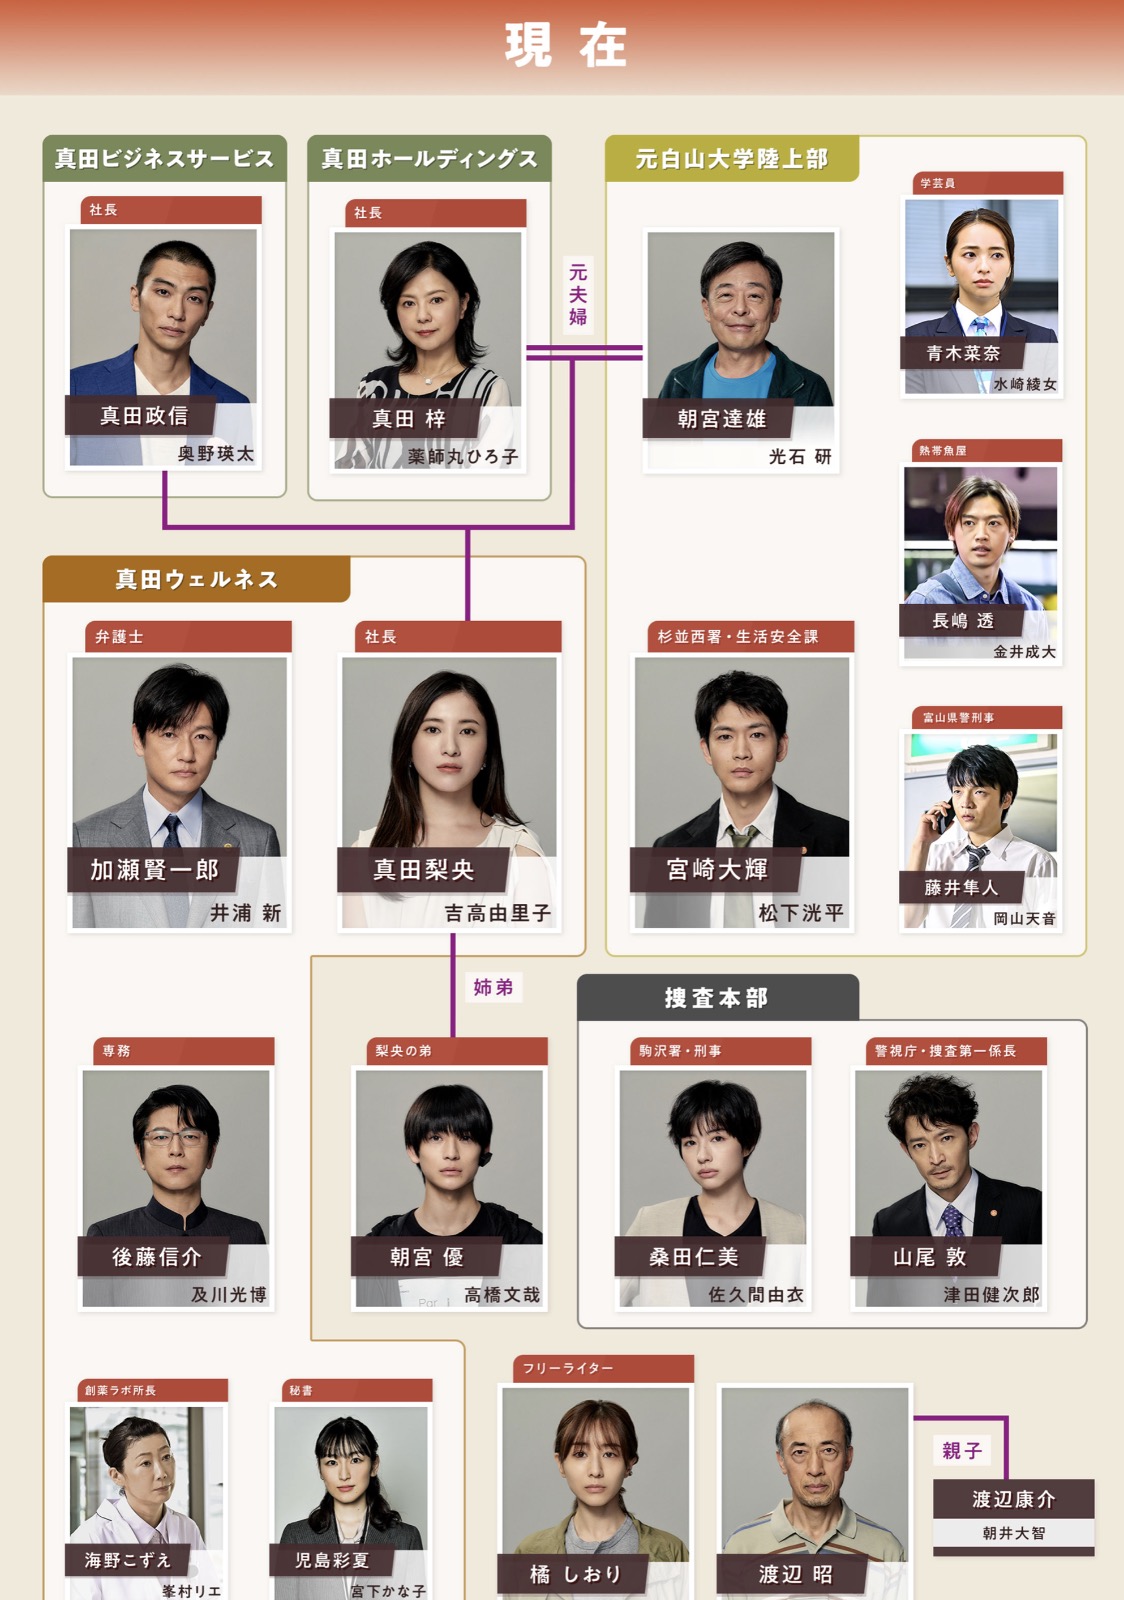 現在
真田ビジネスサービス
社長
真田政信
奥野瑛太
真田ホールディングス
社長
真田 梓
薬師丸ひろ子
元夫婦
元白山大学陸上部
朝宮達雄
光石 研
学芸員
青木菜奈
水崎綾女
熱帯魚屋
長嶋 透
金井成大
富山県警刑事
藤井隼人
岡山天音
杉並西署・生活安全課
宮崎大輝
松下洸平
真田ウェルネス
弁護士
加瀬賢一郎
井浦 新
社長
真田梨央
吉高由里子
姉弟
専務
後藤信介
及川光博
梨央の弟
朝宮 優
高橋文哉
捜査本部
駒沢署・刑事
桑田仁美
佐久間由衣
警視庁・捜査第一係長
山尾 敦
津田健次郎
創薬ラボ所長
海野こずえ
峯村リエ
秘書
児島彩夏
宮下かな子
フリーライター
橘 しおり
渡辺 昭
親子
渡辺康介
朝井大智